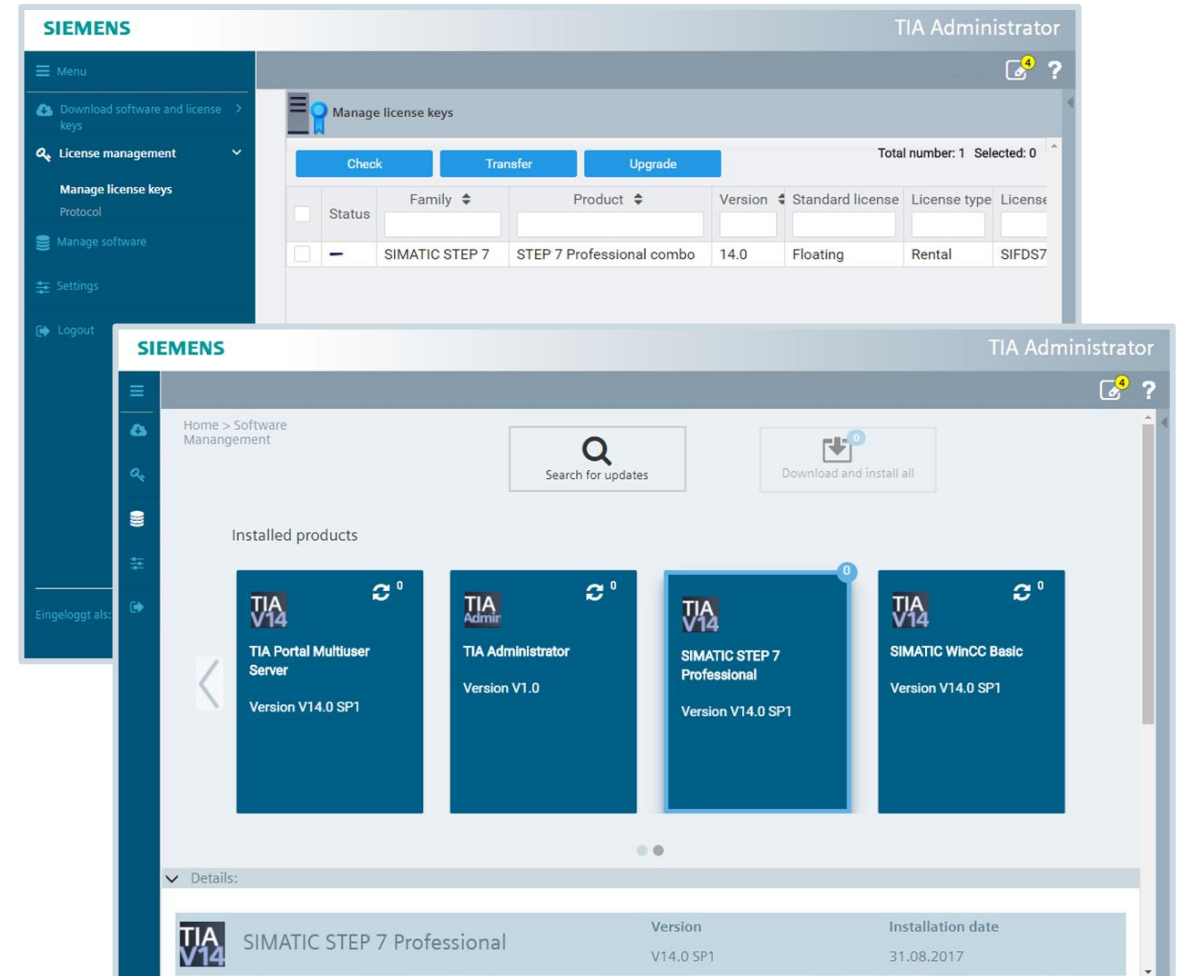 SIEMENS
TIA Administrator
Menu
4
?
Download software and license
keys
License management
Manage license keys
Protocol
Manage software
Settings
Logout
Eingeloggt als:
Manage license keys
Check
Transfer
Upgrade
Total number: 1 Selected: 0
Status
Family
Product
Version
Standard license
License type
License
SIMATIC STEP 7
STEP 7 Professional combo
14.0
Floating
Rental
SIFDS7
SIEMENS
TIA Administrator
4
?
Home > Software
Manangement
Search for updates
0
Download and install all
Installed products
TIA
V14
0
TIA Portal Multiuser
Server
Version V14.0 SP1
TIA
Admir
0
TIA Administrator
Version V1.0
0
TIA
V14
SIMATIC STEP 7
Professional
Version V14.0 SP1
TIA
V14
0
SIMATIC WinCC Basic
Version V14.0 SP1
Details:
TIA
V14
SIMATIC STEP 7 Professional
Version
V14.0 SP1
Installation date
31.08.2017